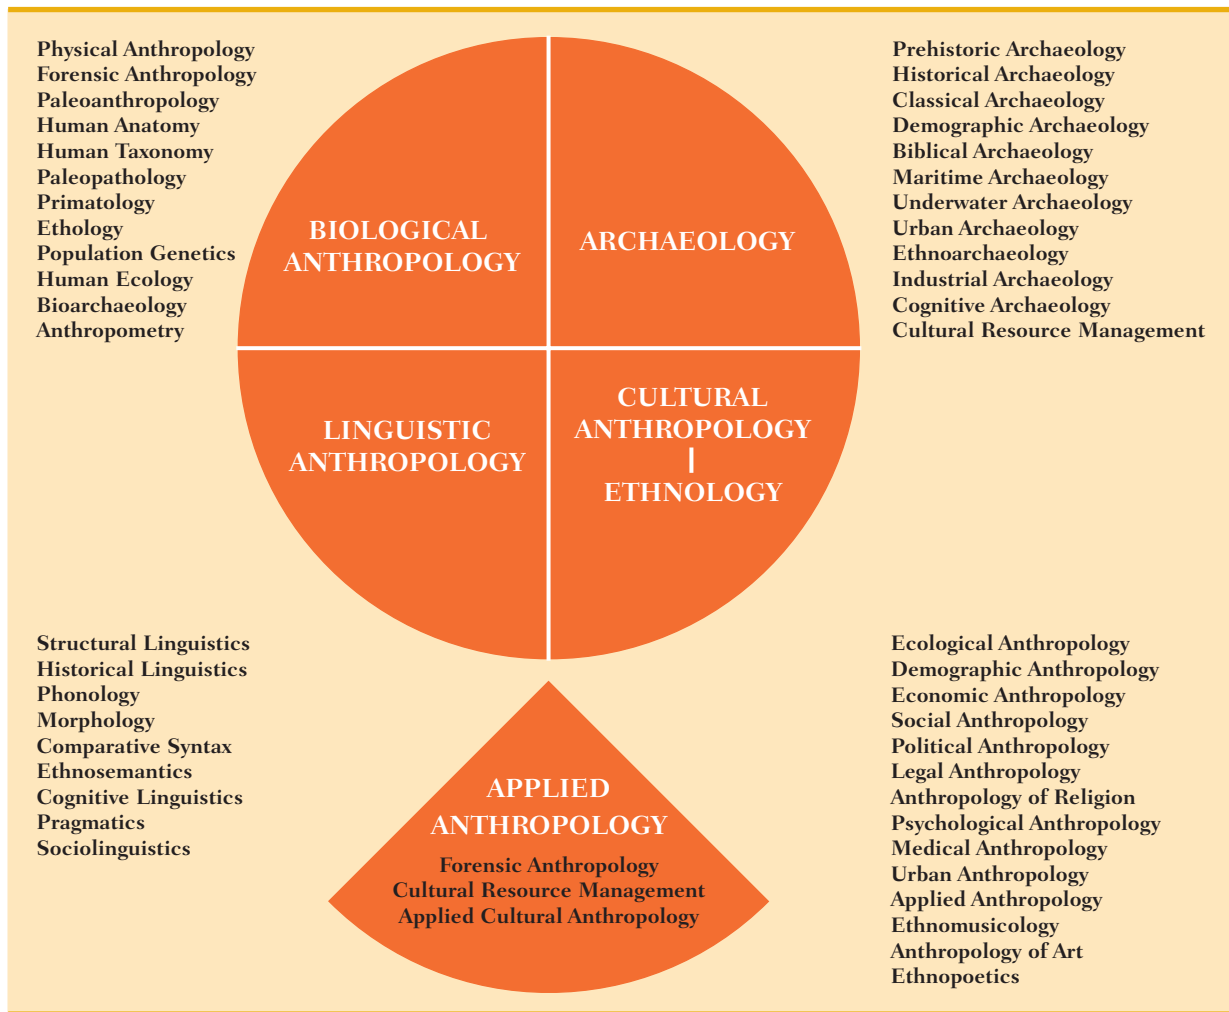 Physical Anthropology
Forensic Anthropology
Paleoanthropology
Human Anatomy
Human Taxonomy
Paleopathology
Primatology
Ethology
Population Genetics
Human Ecology
Bioarchaeology
Anthropometry
BIOLOGICAL
ANTHROPOLOGY
ARCHAEOLOGY
Prehistoric Archaeology
Historical Archaeology
Classical Archaeology
Demographic Archaeology
Biblical Archaeology
Maritime Archaeology
Underwater Archaeology
Urban Archaeology
Ethnoarchaeology
Industrial Archaeology
Cognitive Archaeology
Cultural Resource Management
LINGUISTIC
ANTHROPOLOGY
CULTURAL
ANTHROPOLOGY
ETHNOLOGY
Structural Linguistics
Historical Linguistics
Phonology
Morphology
Comparative Syntax
Ethnosemantics
Cognitive Linguistics
Pragmatics
Sociolinguistics
APPLIED
ANTHROPOLOGY
Forensic Anthropology
Cultural Resource Management
Applied Cultural Anthropology
Ecological Anthropology
Demographic Anthropology
Economic Anthropology
Social Anthropology
Political Anthropology
Legal Anthropology
Anthropology of Religion
Psychological Anthropology
Medical Anthropology
Urban Anthropology
Applied Anthropology
Ethnomusicology
Anthropology of Art
Ethnopoetics